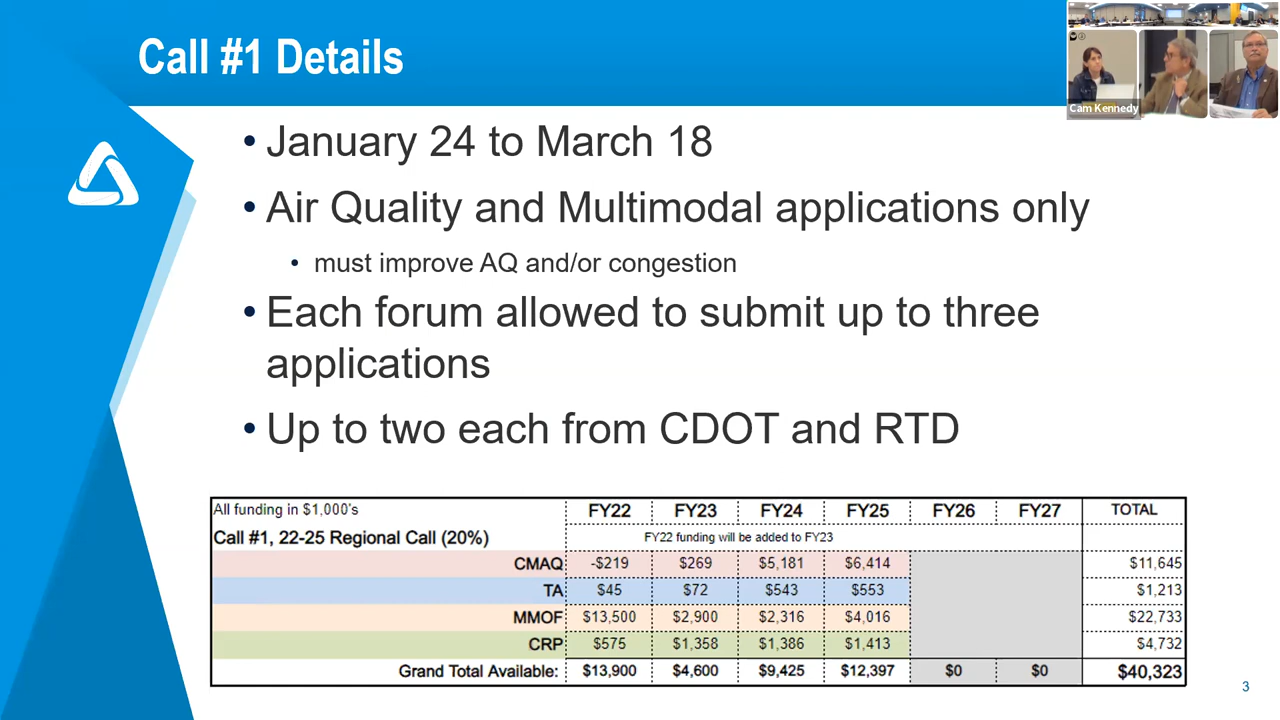 Call #1 Details
Cam Kennedy
• January 24 to March 18
• Air Quality and Multimodal applications only
• must improve AQ and/or congestion
• Each forum allowed to submit up to three
applications
• Up to two each from CDOT and RTD
All funding in $1,000's FY22 FY23 FY24 FY25 FY26 FY27 TOTAL
Call #1, 22-25 Regional Call (20%) FY22 funding will be added to FY23
CMAQ -$219 $269 $5,181 $6,414 $11,645
TA $45 $72 $543 $553 $1,213
MMOF $13,500 $2,900 $2,316 $4,016 $22,733
CRP $575 $1,358 $1,386 $1,413 $4,732
Grand Total Available: $13,900 $4,600 $9,425 $12,397 $0 $0 $40,323
3